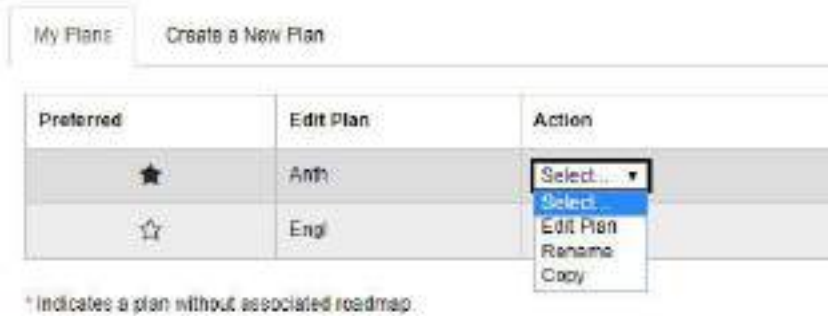 My Plans Create a New Plan
Preferred Edit Plan Action
Anth Select...
Select...
Engl Edit Plan
Rename
Copy
* Indicates a plan without associated roadmap.